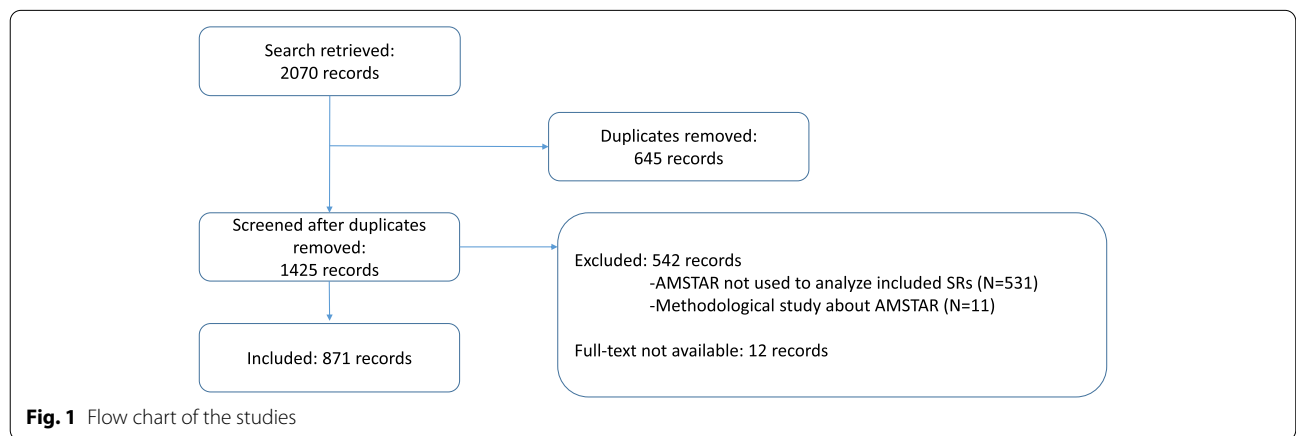 Search retrieved:
2070 records
Duplicates removed:
645 records
Screened after duplicates
removed:
1425 records
Excluded: 542 records
-AMSTAR not used to analyze included SRs (N=531)
-Methodological study about AMSTAR (N=11)
Full-text not available: 12 records
Included: 871 records
Fig. 1 Flow chart of the studies